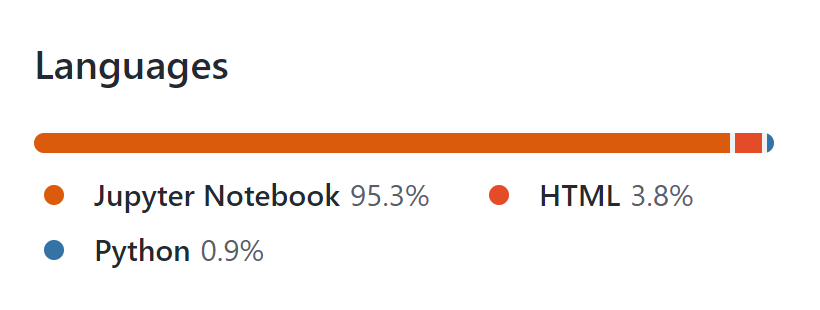 Languages
Jupyter Notebook 95.3% HTML 3.8%
Python 0.9%